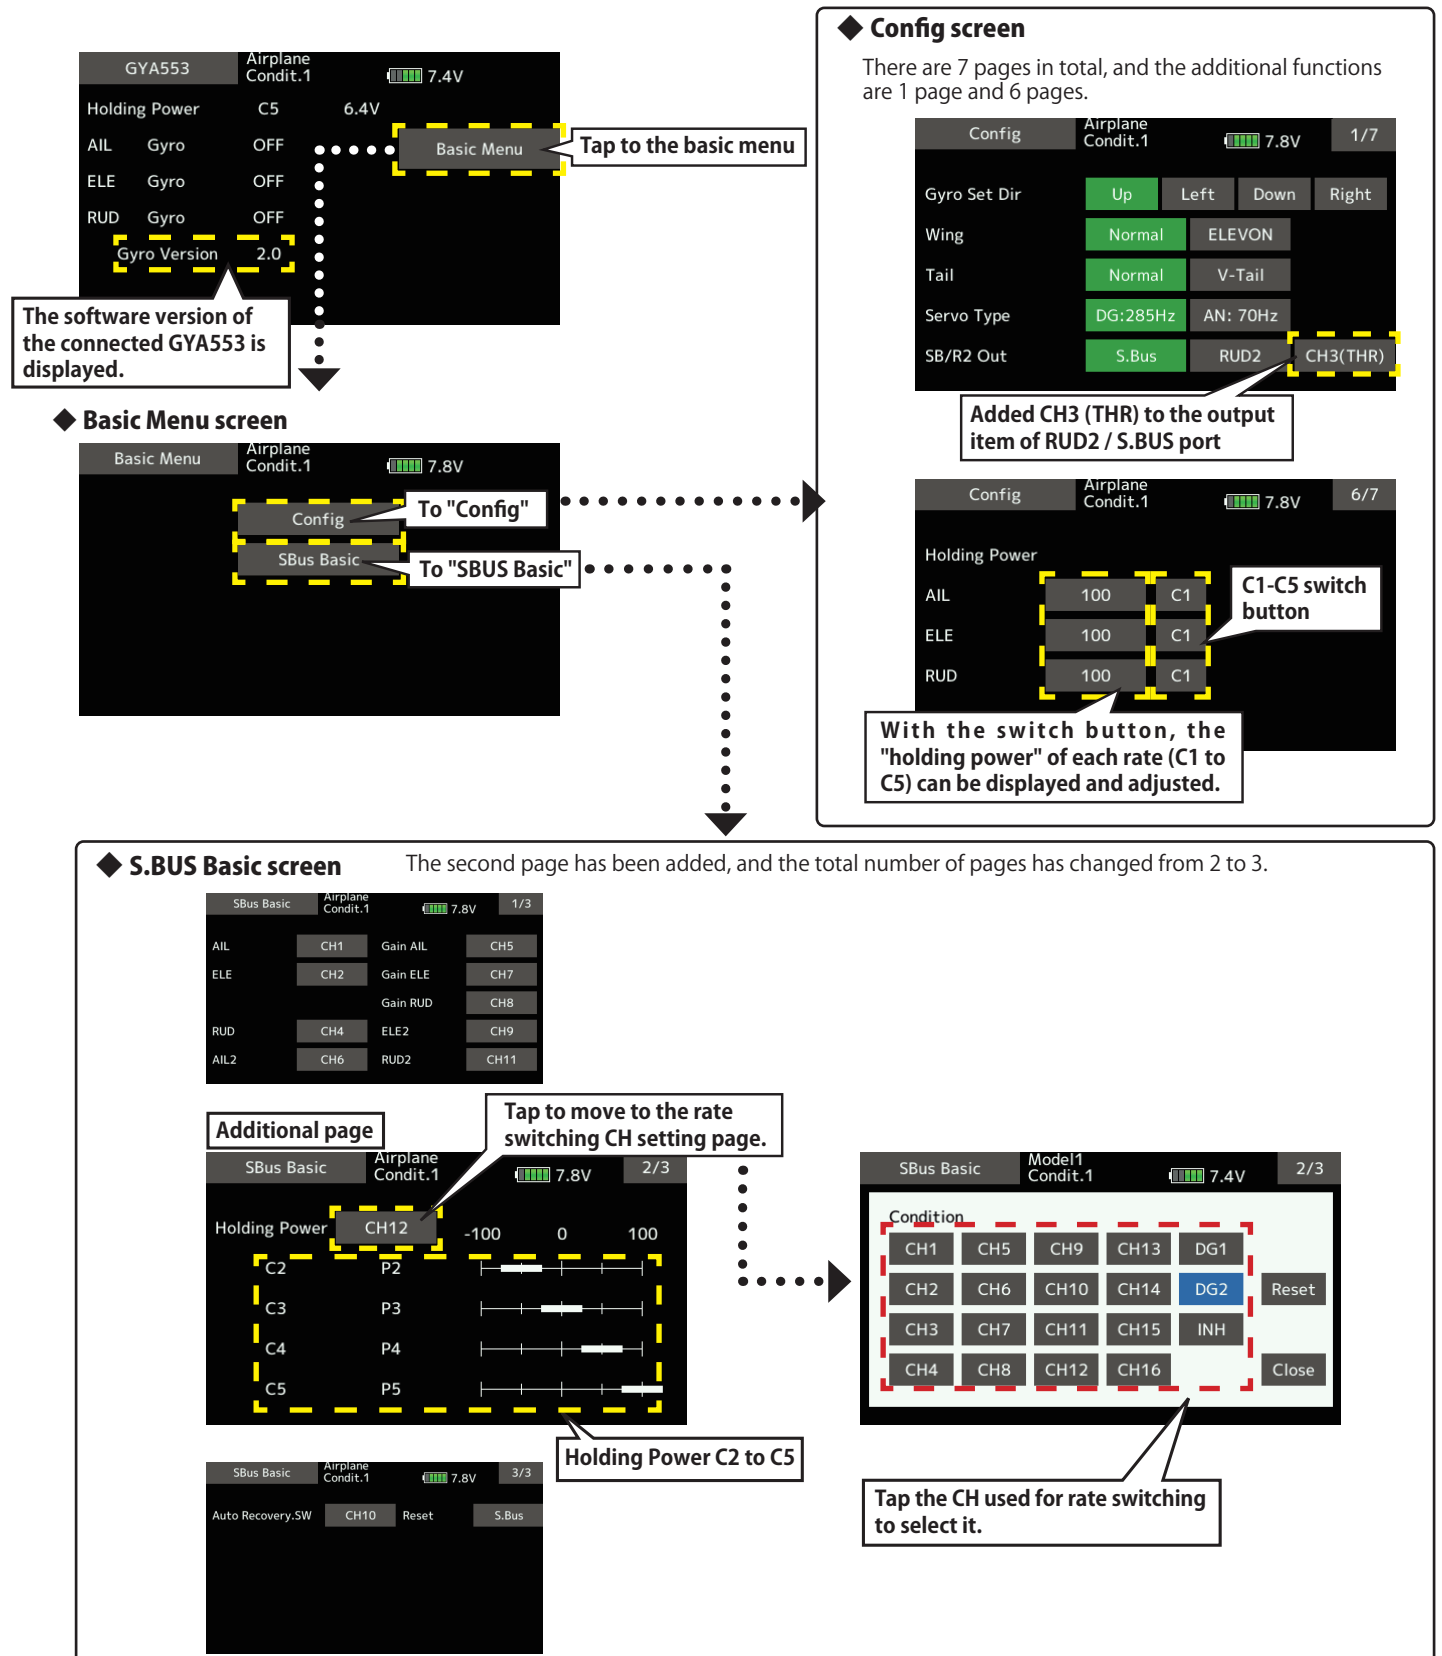 GYA553
Airplane
Condit.1
7.4V
Holding Power C5 6.4V
AIL Gyro OFF
Basic Menu
Tap to the basic menu
ELE Gyro OFF
RUD Gyro OFF
Gyro Version 2.0
The software version of
the connected GYA553 is
displayed.
◆ Basic Menu screen
Basic Menu
Airplane
Condit.1
7.8V
Config
To "Config"
SBus Basic
To "SBUS Basic"
◆ Config screen
There are 7 pages in total, and the additional functions
are 1 page and 6 pages.
Config
Airplane
Condit.1
7.8V
1/7
Gyro Set Dir Up Left Down Right
Wing Normal ELEVON
Tail Normal V-Tail
Servo Type DG:285Hz AN: 70Hz
SB/R2 Out S.Bus RUD2 CH3(THR)
Added CH3 (THR) to the output
item of RUD2 / S.BUS port
Config
Airplane
Condit.1
7.8V
6/7
Holding Power
AIL 100 C1
ELE 100 C1
RUD 100 C1
C1-C5 switch
button
With the switch button, the
"holding power" of each rate (C1 to
C5) can be displayed and adjusted.
◆ S.BUS Basic screen
The second page has been added, and the total number of pages has changed from 2 to 3.
SBus Basic
Airplane
Condit.1
7.8V
1/3
AIL CH1 Gain AIL CH5
ELE CH2 Gain ELE CH7
Gain RUD CH8
RUD CH4 ELE2 CH9
AIL2 CH6 RUD2 CH11
Additional page
Tap to move to the rate
switching CH setting page.
SBus Basic
Airplane
Condit.1
7.8V
2/3
Holding Power CH12 -100 0 100
C2 P2
C3 P3
C4 P4
C5 P5
Holding Power C2 to C5
SBus Basic
Model1
Condit.1
7.4V
2/3
Condition
CH1 CH5 CH9 CH13 DG1
CH2 CH6 CH10 CH14 DG2 Reset
CH3 CH7 CH11 CH15 INH
CH4 CH8 CH12 CH16 Close
Tap the CH used for rate switching
to select it.
SBus Basic
Airplane
Condit.1
7.8V
3/3
Auto Recovery.SW CH10 Reset S.Bus